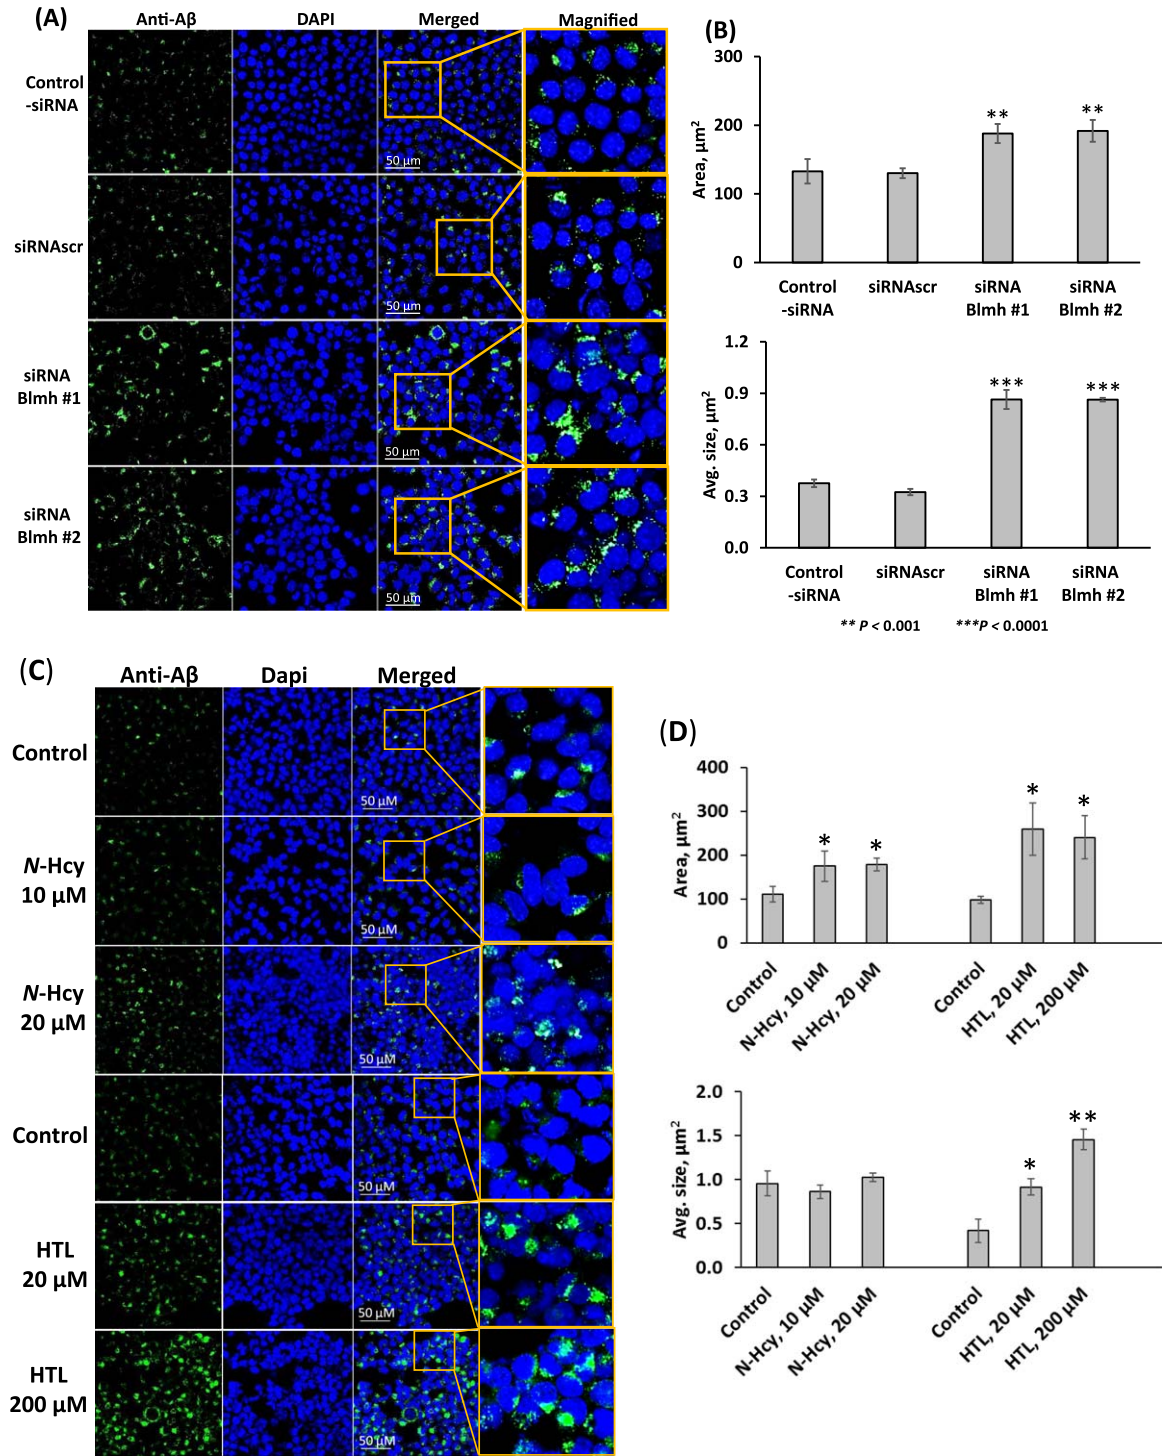 (A)
Anti-Aβ DAPI Merged Magnified
Control
-siRNA
50 µm
siRNAscr
50 µm
siRNA
Blmh #1
50 µm
siRNA
Blmh #2
50 µm
(B)
Area, µm²
300
200
100
0
Control
-siRNA
siRNAscr
siRNA
Blmh #1
siRNA
Blmh #2
** **
Avg. size, µm²
1.2
0.9
0.6
0.3
0.0
*** ***
Control
-siRNA
siRNAscr
siRNA
Blmh #1
siRNA
Blmh #2
** P < 0.001 ***P < 0.0001
(C)
Anti-Aβ Dapi Merged
Control
50 µM
N-Hcy
10 µM
50 µM
N-Hcy
20 µM
50 µM
Control
50 µM
HTL
20 µM
50 µM
HTL
200 µM
50 µM
(D)
Area, µm²
400
300
200
100
0
* * * *
Control
N-Hcy, 10 µM
N-Hcy, 20 µM
Control
HTL, 20 µM
HTL, 200 µM
Avg. size, µm²
2.0
1.5
1.0
0.5
0.0
* **
Control
N-Hcy, 10 µM
N-Hcy, 20 µM
Control
HTL, 20 µM
HTL, 200 µM